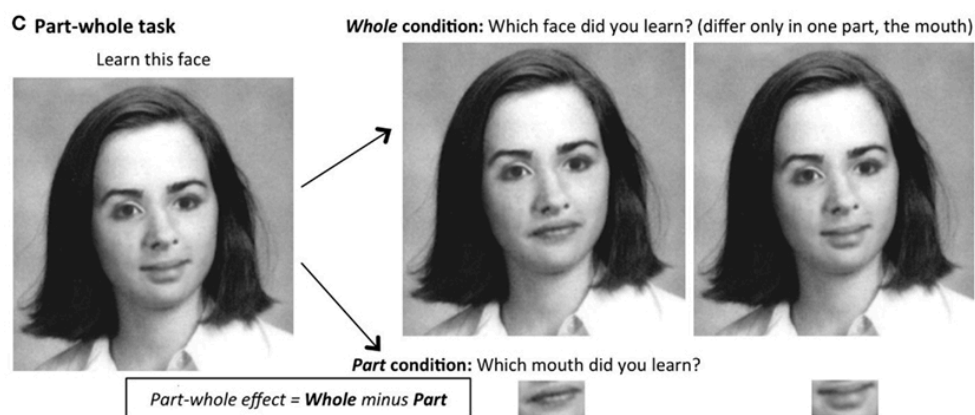 C Part-whole task
Whole condition: Which face did you learn? (differ only in one part, the mouth)
Learn this face
Part condition: Which mouth did you learn?
Part-whole effect = Whole minus Part